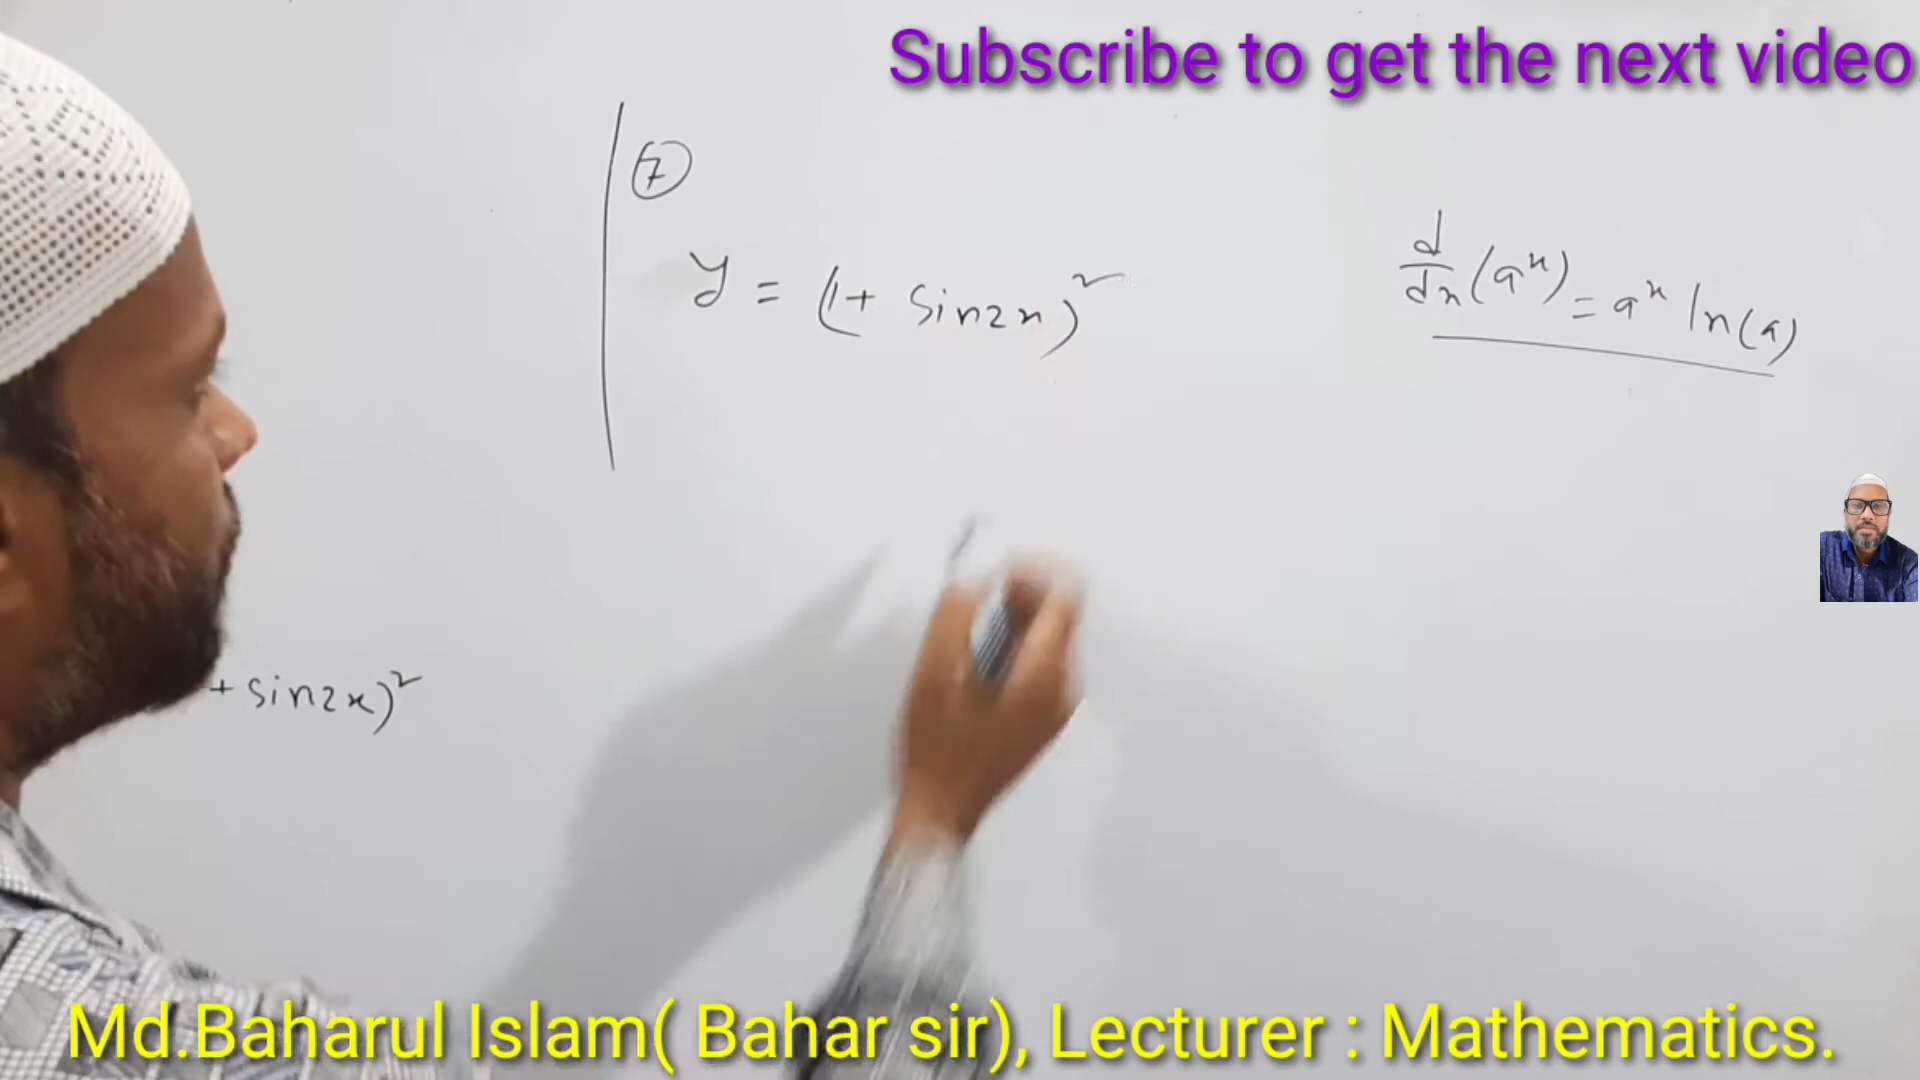 Subscribe to get the next video
7
y = (1 + sin2x)²
d/dx (aˣ) = aˣ ln(a)
+ sin2x)²
Md.Baharul Islam( Bahar sir), Lecturer : Mathematics.